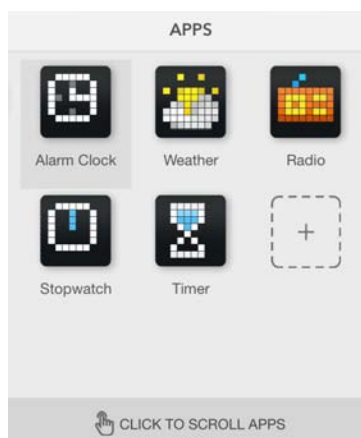 APPS
Alarm Clock Weather Radio
Stopwatch Timer
+
CLICK TO SCROLL APPS